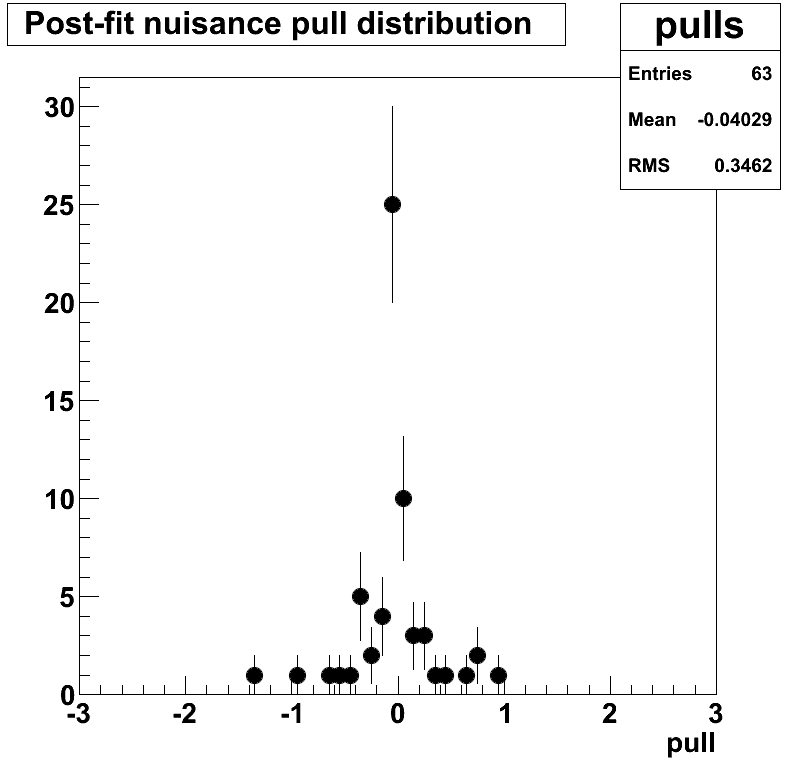 Post-fit nuisance pull distribution
pulls
Entries 63
Mean -0.04029
RMS 0.3462
30
25
20
15
10
5
0
-3 -2 -1 0 1 2 3
pull